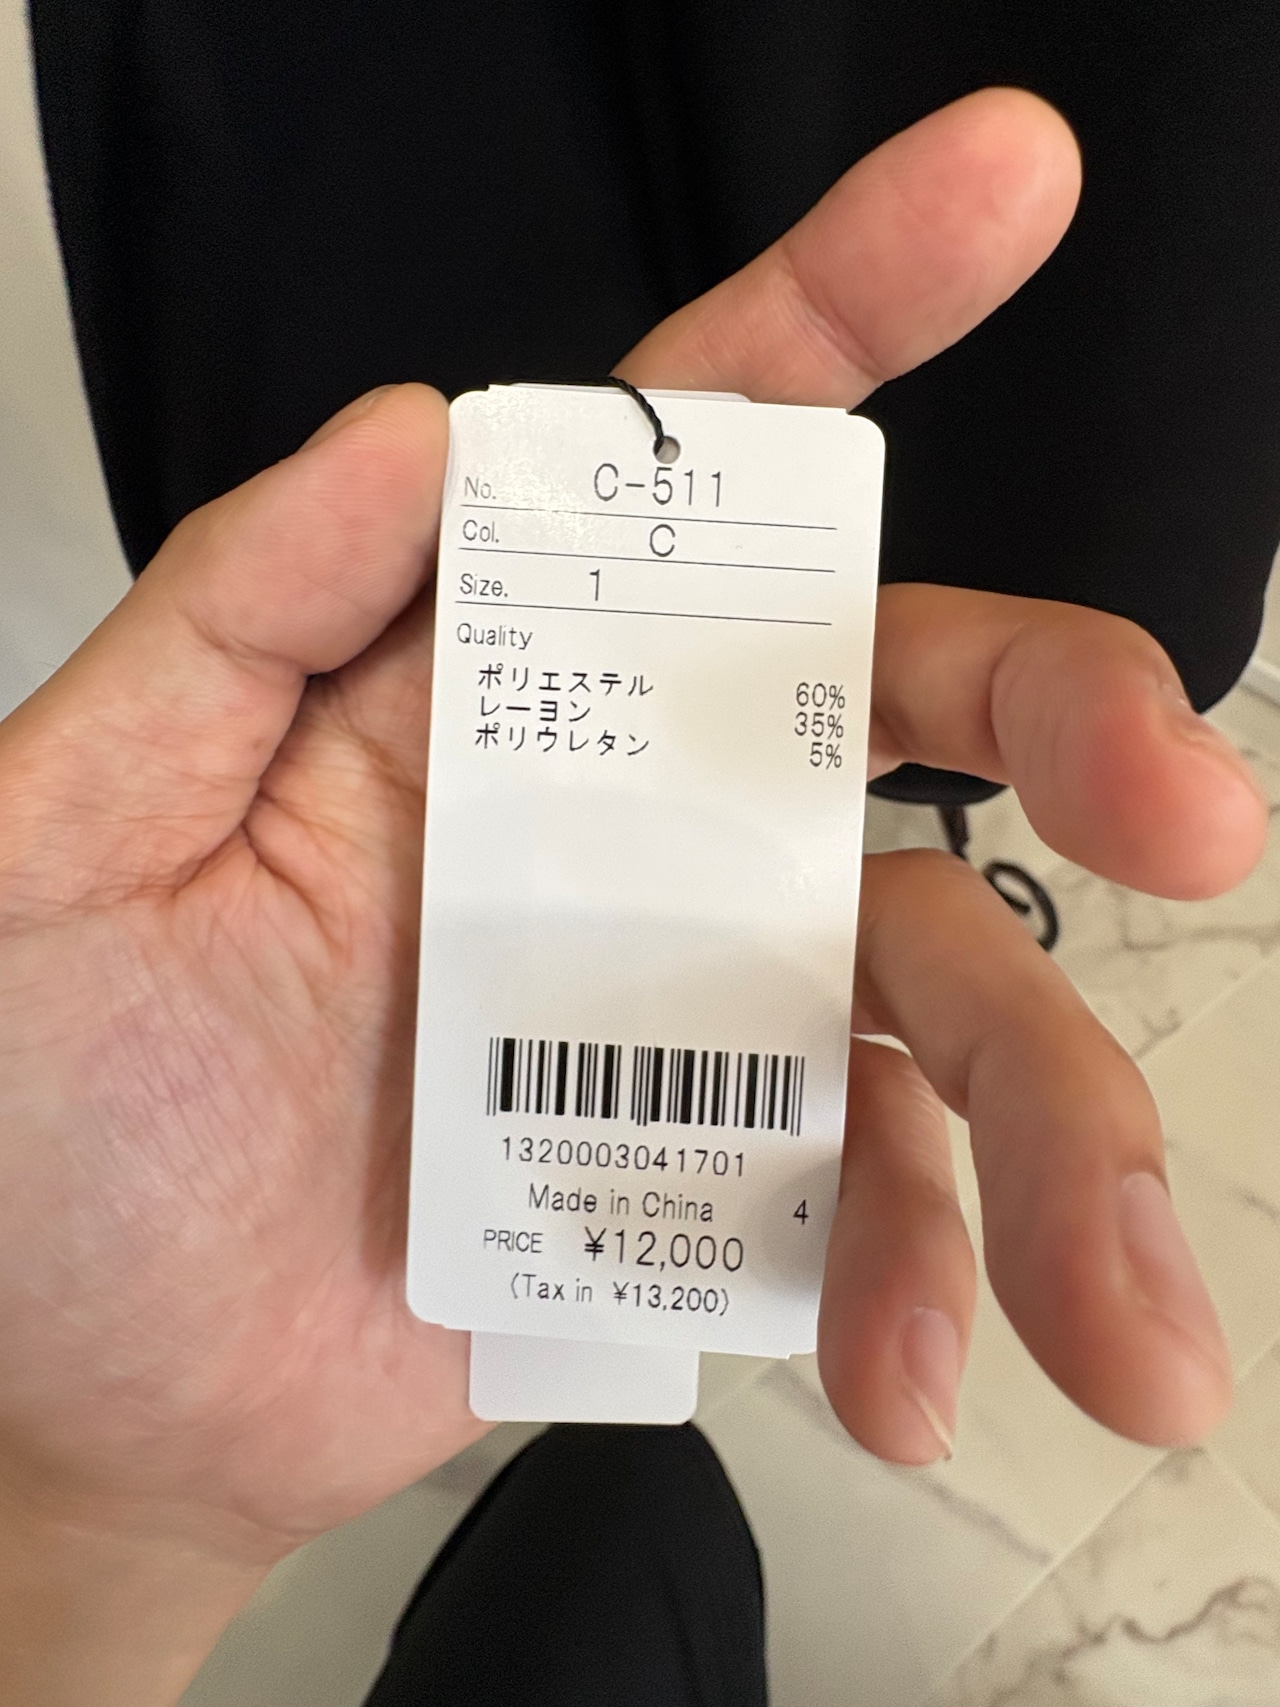 No. C-511
Col. C
Size. 1
Quality
ポリエステル 60%
レーヨン 35%
ポリウレタン 5%
1320003041701
Made in China 4
PRICE ¥12,000
(Tax in ¥13,200)